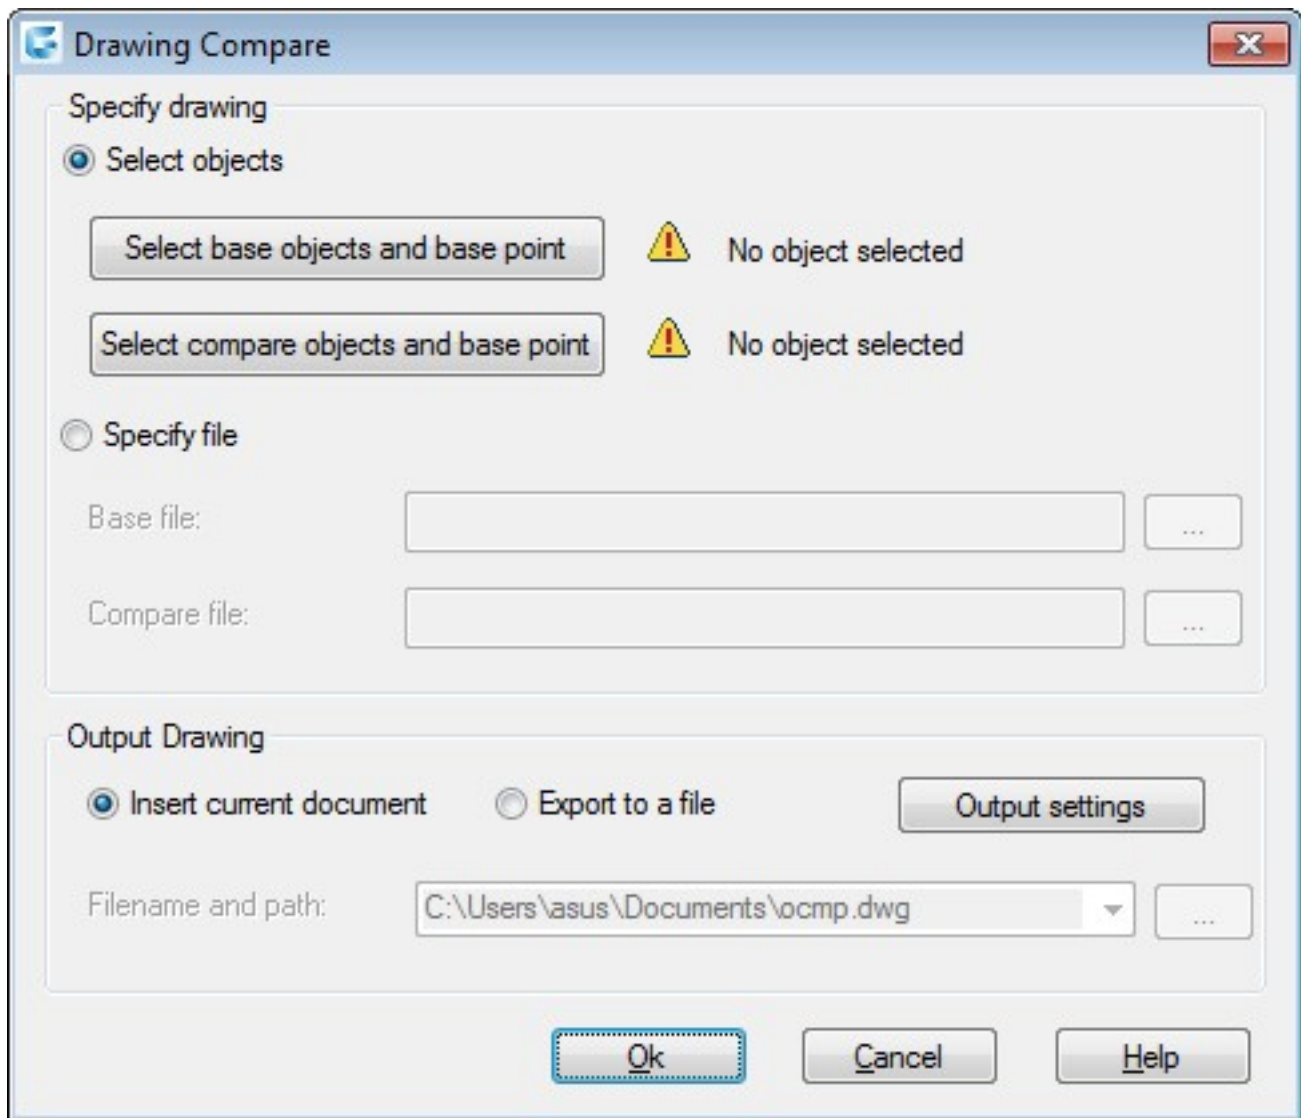 Drawing Compare
Specify drawing
Select objects
Select base objects and base point No object selected
Select compare objects and base point No object selected
Specify file
Base file: ...
Compare file: ...
Output Drawing
Insert current document Export to a file Output settings
Filename and path: C:\Users\asus\Documents\ocmp.dwg ...
Ok Cancel Help